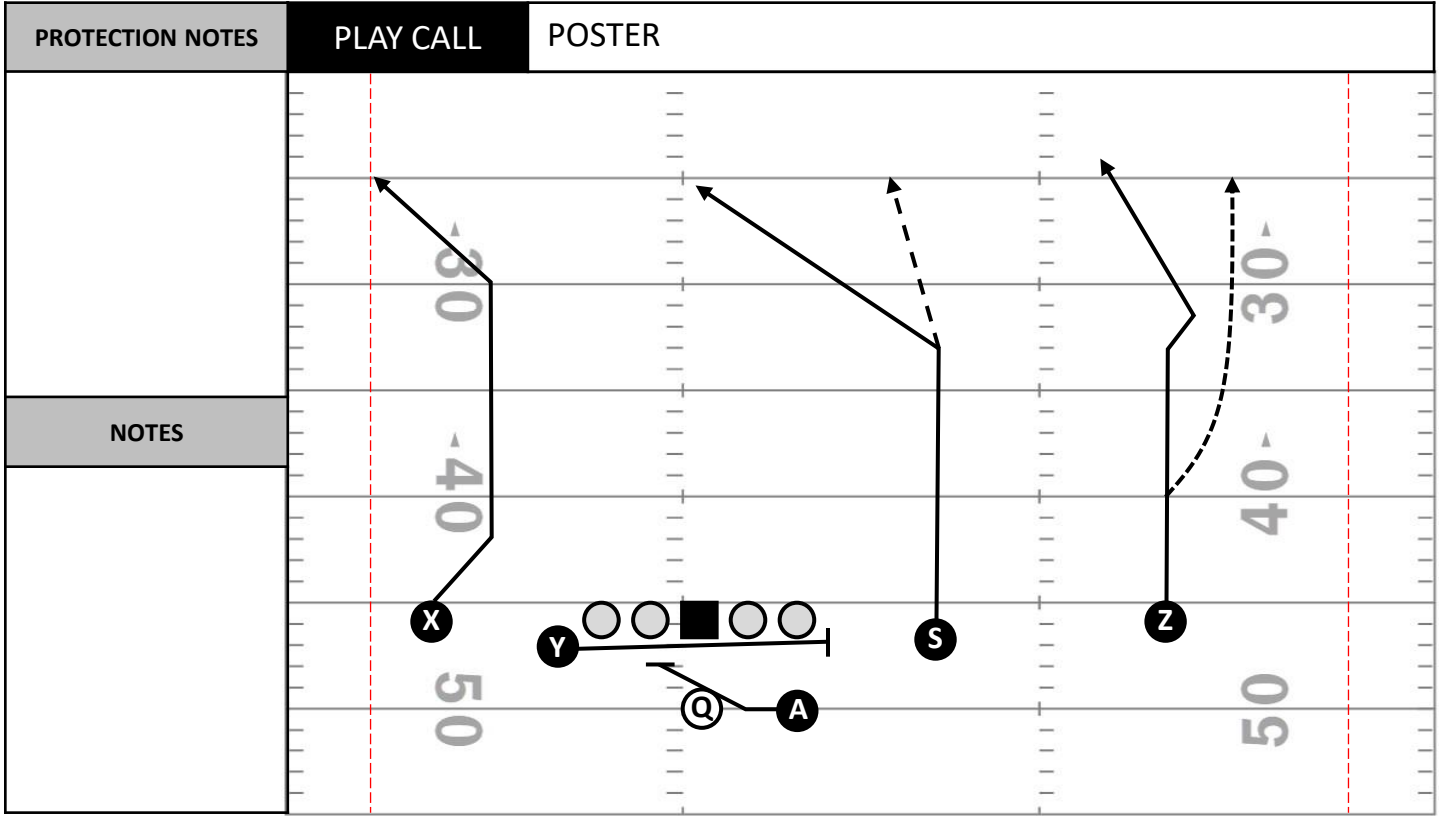 PROTECTION NOTES
PLAY CALL
POSTER
NOTES
30
30
40
40
50
50
X
Y
S
Z
Q
A